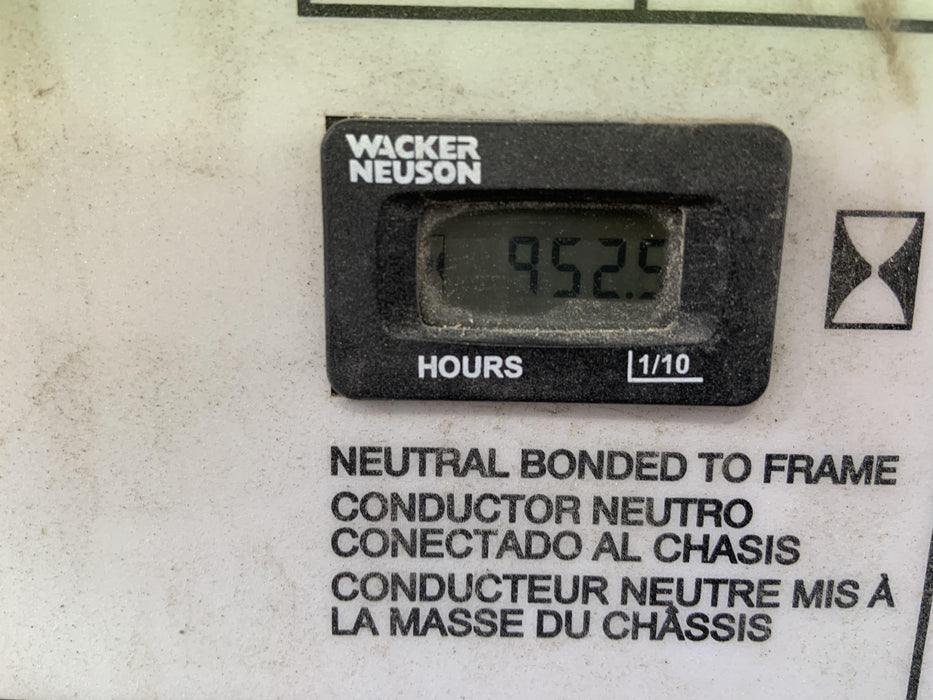 WACKER
NEUSON
952.5
HOURS
1/10
NEUTRAL BONDED TO FRAME
CONDUCTOR NEUTRO
CONECTADO AL CHASIS
CONDUCTEUR NEUTRE MIS À
LA MASSE DU CHÂSSIS